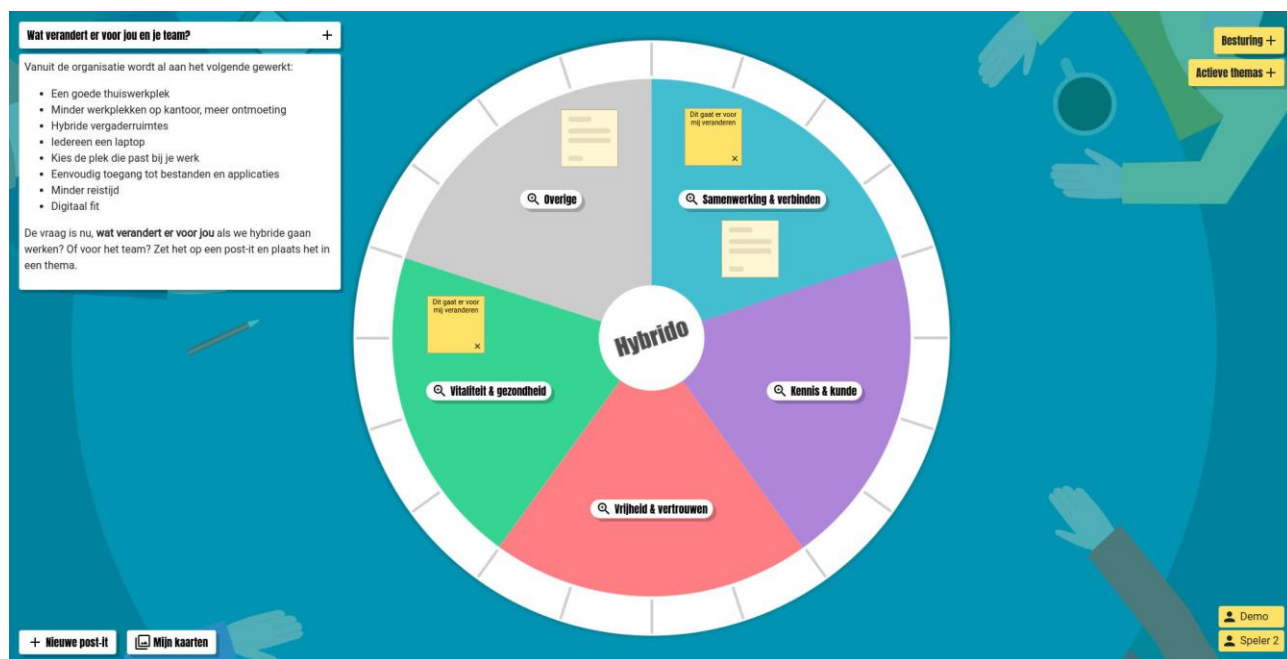 Wat verandert er voor jou en je team? +
Vanuit de organisatie wordt al aan het volgende gewerkt:
• Een goede thuiswerkplek
• Minder werkplekken op kantoor, meer ontmoeting
• Hybride vergaderruimtes
• Iedereen een laptop
• Kies de plek die past bij je werk
• Eenvoudig toegang tot bestanden en applicaties
• Minder reistijd
• Digitaal fit
De vraag is nu, wat verandert er voor jou als we hybride gaan
werken? Of voor het team? Zet het op een post-it en plaats het in
een thema.
Besturing +
Actieve themas +
Dit gaat er voor
mij veranderen
×
Overige
Samenwerking & verbinden
Dit gaat er voor
mij veranderen
×
Hybrido
Vitaliteit & gezondheid
Kennis & kunde
Vrijheid & vertrouwen
+ Nieuwe post-it
Mijn kaarten
Demo
Speler 2